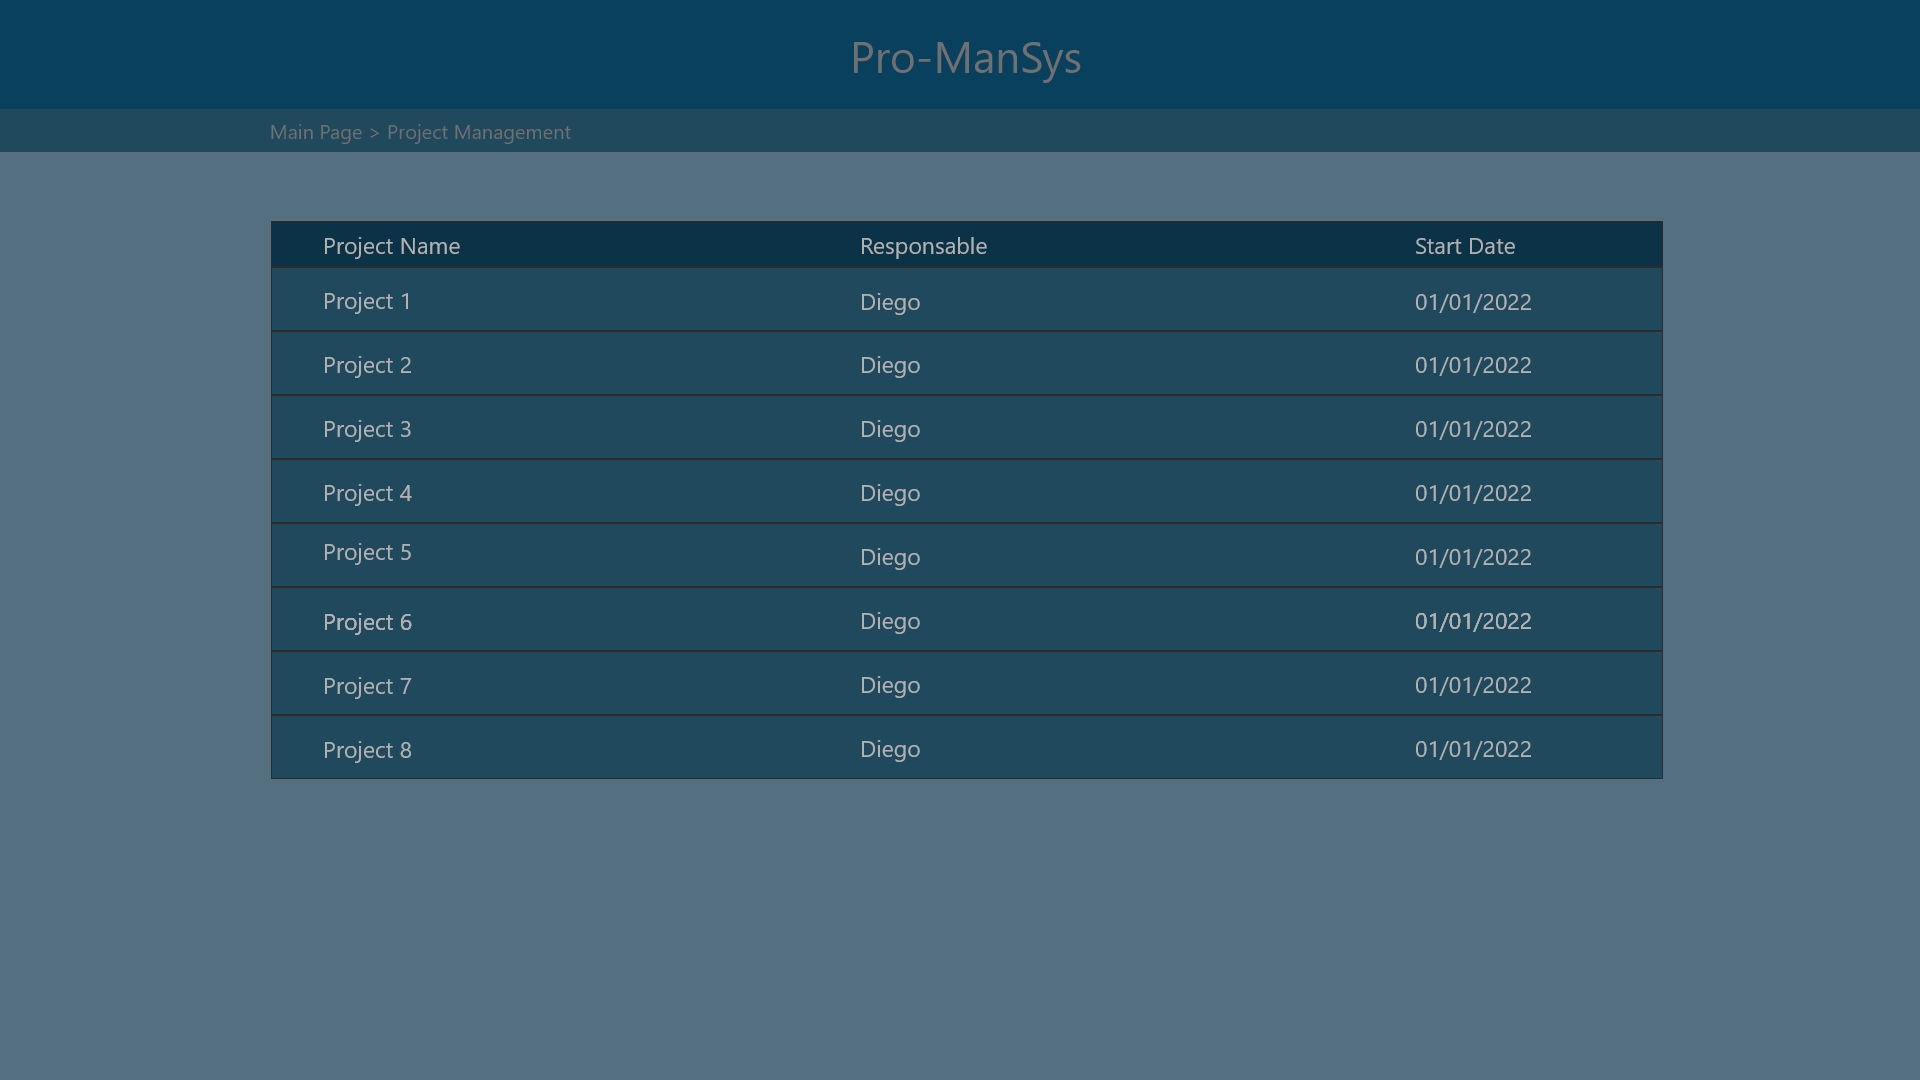 Pro-ManSys
Main Page > Project Management
Project Name Responsable Start Date
Project 1 Diego 01/01/2022
Project 2 Diego 01/01/2022
Project 3 Diego 01/01/2022
Project 4 Diego 01/01/2022
Project 5 Diego 01/01/2022
Project 6 Diego 01/01/2022
Project 7 Diego 01/01/2022
Project 8 Diego 01/01/2022